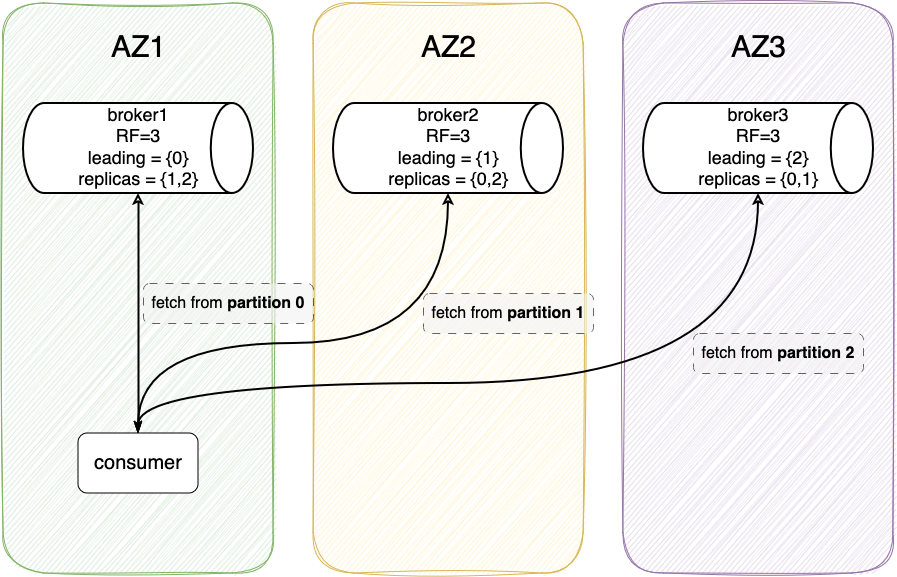 AZ1
AZ2
AZ3
broker1
RF=3
leading = {0}
replicas = {1,2}
broker2
RF=3
leading = {1}
replicas = {0,2}
broker3
RF=3
leading = {2}
replicas = {0,1}
fetch from partition 0
fetch from partition 1
fetch from partition 2
consumer